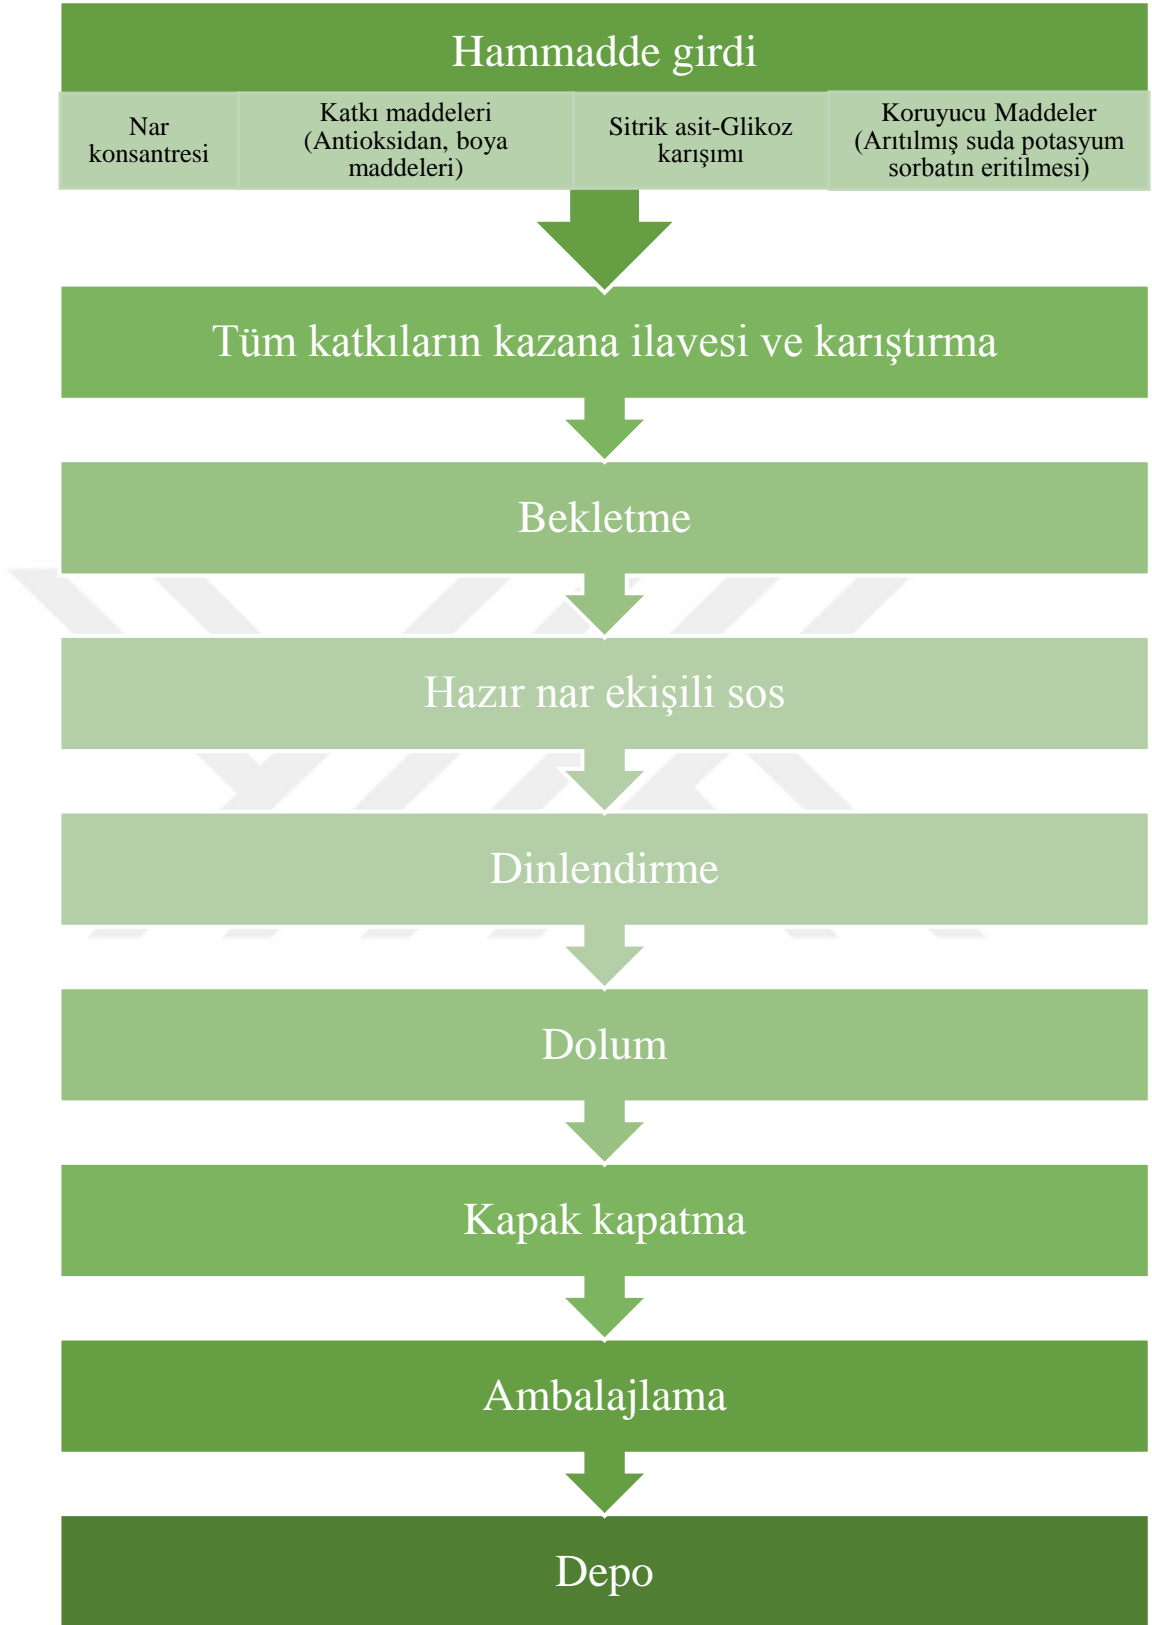 Hammadde girdi
Nar
konsantresi
Katkı maddeleri
(Antioksidan, boya
maddeleri)
Sitrik asit-Glikoz
karışımı
Koruyucu Maddeler
(Arıtılmış suda potasyum
sorbatın eritilmesi)
Tüm katkıların kazana ilavesi ve karıştırma
Bekletme
Hazır nar ekişili sos
Dinlendirme
Dolum
Kapak kapatma
Ambalajlama
Depo